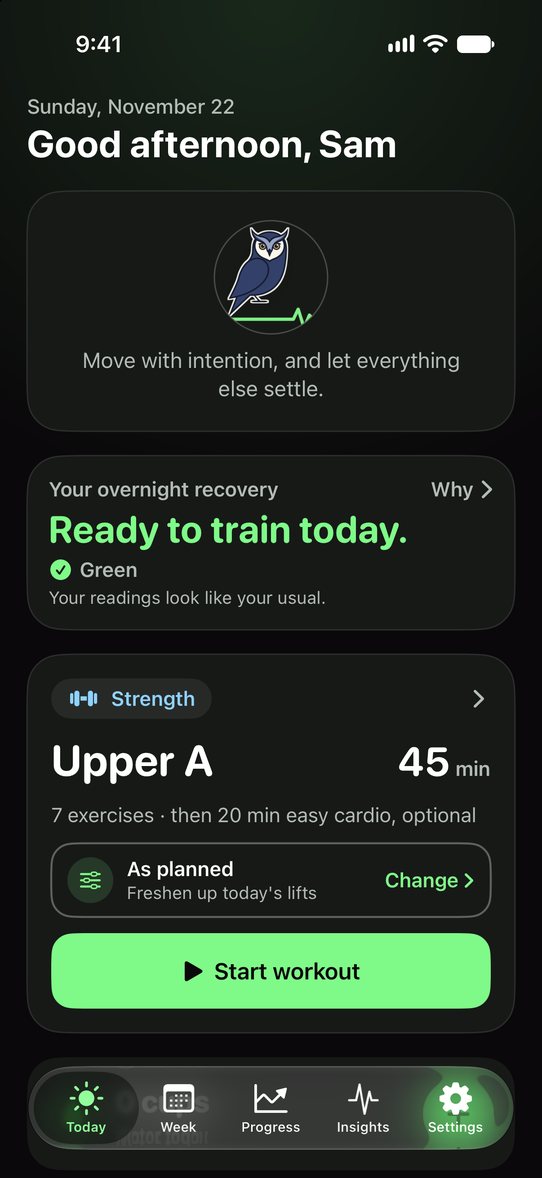 9:41
Sunday, November 22
Good afternoon, Sam
Move with intention, and let everything
else settle.
Your overnight recovery
Why
Ready to train today.
Green
Your readings look like your usual.
Strength
Upper A
45 min
7 exercises · then 20 min easy cardio, optional
As planned
Freshen up today's lifts
Change
Start workout
Today
Week
Progress
Insights
Settings